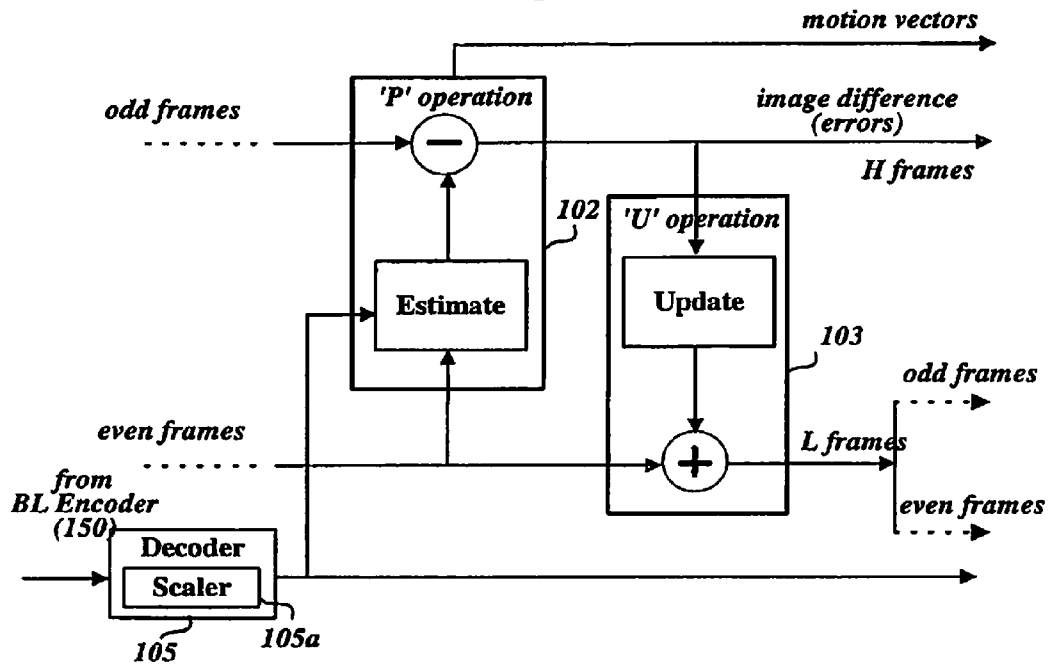 motion vectors
'P' operation
odd frames
image difference
(errors)
H frames
102
'U' operation
Estimate
Update
103
odd frames
even frames
L frames
from
BL Encoder
(150)
even frames
Decoder
Scaler
105a
105